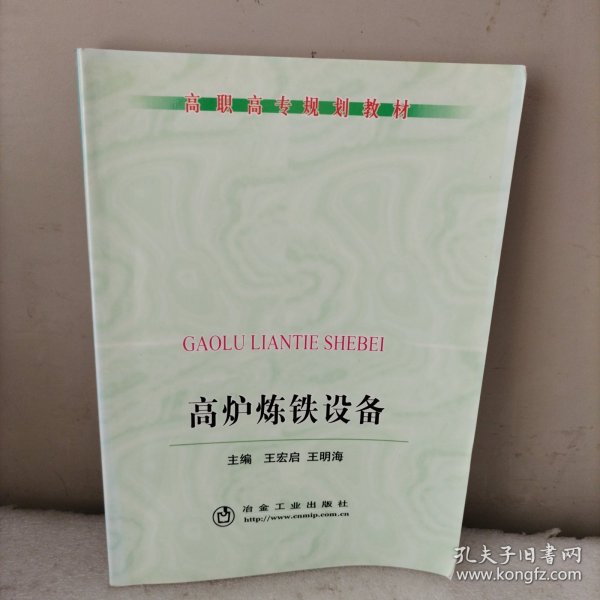 高职高专规划教材
GAOLU LIANTIE SHEBEI
高炉炼铁设备
主编 王宏启 王明海
冶金工业出版社
http://www.cnmip.com.cn
孔夫子旧书网
www.kongfz.com